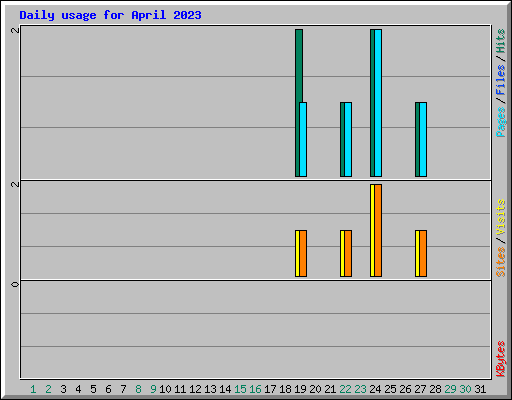 Daily usage for April 2023
2
Pages / Files / Hits
2
Sites / Visits
0
KBytes
1 2 3 4 5 6 7 8 9 10 11 12 13 14 15 16 17 18 19 20 21 22 23 24 25 26 27 28 29 30 31